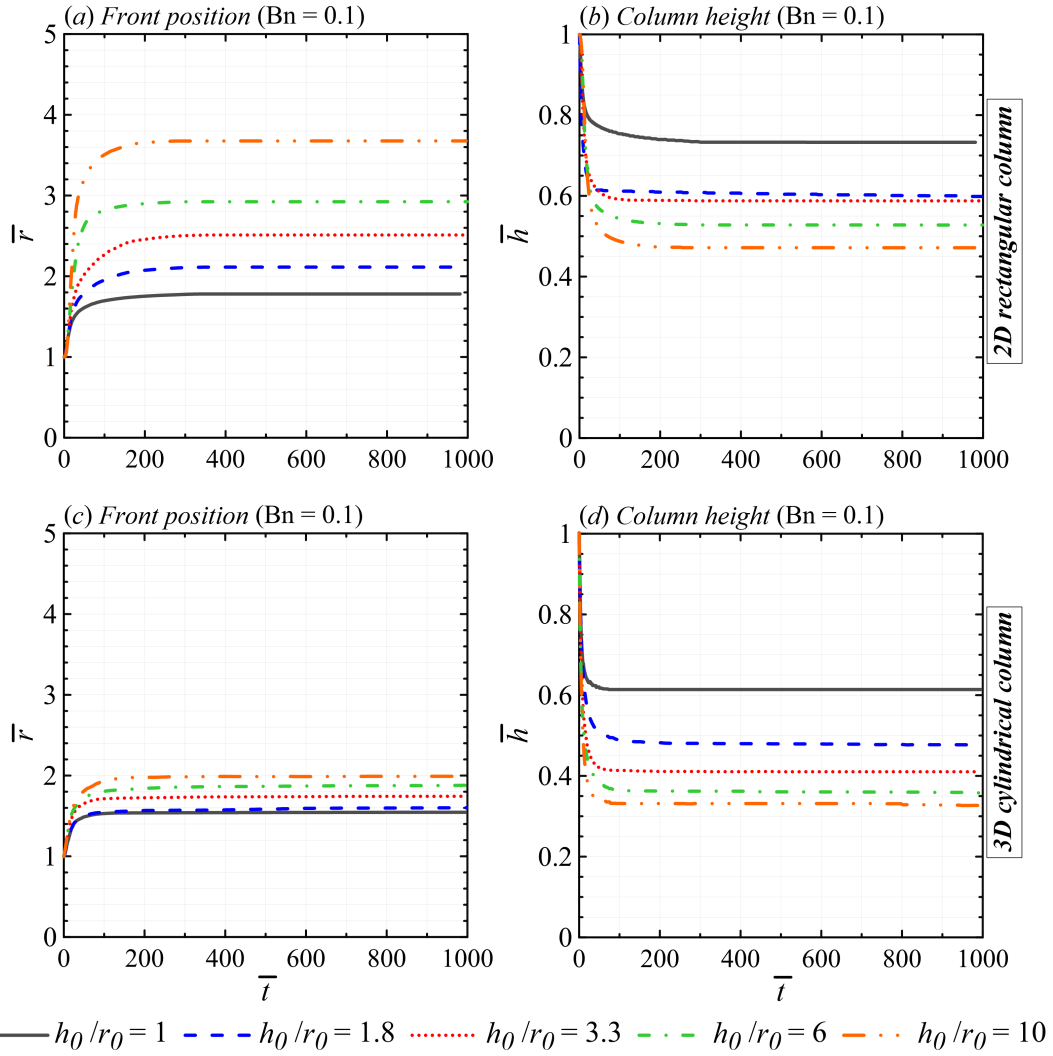 (a) Front position (Bn = 0.1)
5
4
3
2
1
0
r̅
0 200 400 600 800 1000
(b) Column height (Bn = 0.1)
1
0.8
0.6
0.4
0.2
0
h̅
0 200 400 600 800 1000
2D rectangular column
(c) Front position (Bn = 0.1)
5
4
3
2
1
0
r̅
0 200 400 600 800 1000
t̅
(d) Column height (Bn = 0.1)
1
0.8
0.6
0.4
0.2
0
h̅
0 200 400 600 800 1000
t̅
3D cylindrical column
h0/r0 = 1 h0/r0 = 1.8 h0/r0 = 3.3 h0/r0 = 6 h0/r0 = 10